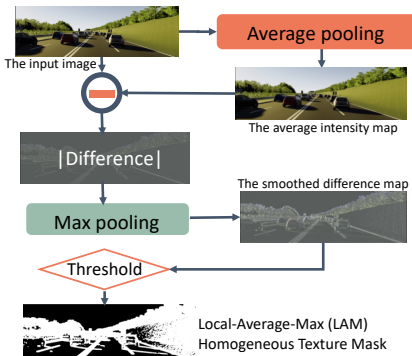 Average pooling
The input image
The average intensity map
|Difference|
The smoothed difference map
Max pooling
Threshold
Local-Average-Max (LAM)
Homogeneous Texture Mask